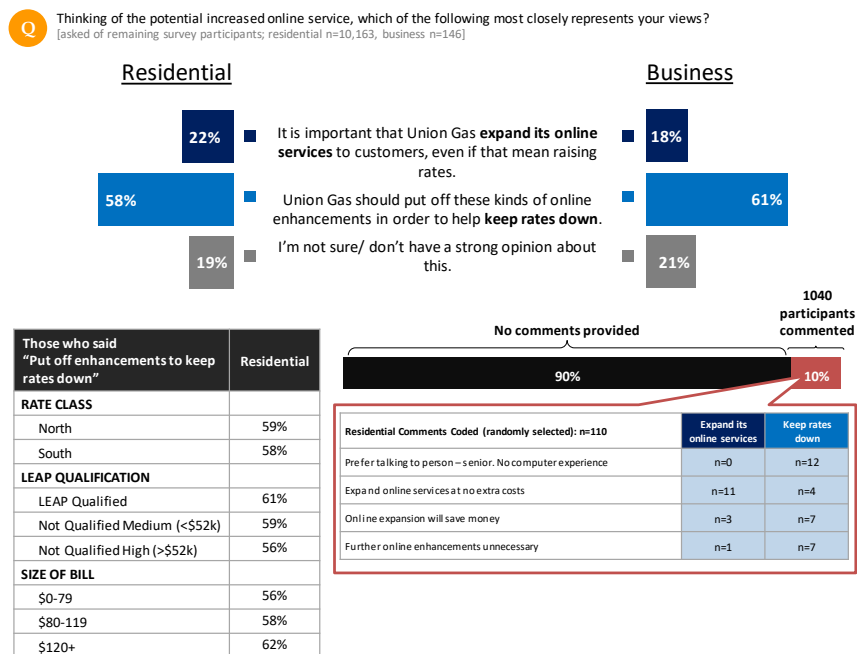 Q
Thinking of the potential increased online service, which of the following most closely represents your views?
[asked of remaining survey participants; residential n=10,163, business n=146]
Residential
Business
22%
It is important that Union Gas expand its online
services to customers, even if that mean raising
rates.
18%
58%
Union Gas should put off these kinds of online
enhancements in order to help keep rates down.
61%
19%
I'm not sure/ don't have a strong opinion about
this.
21%
Those who said
"Put off enhancements to keep
rates down"
Residential
RATE CLASS
North 59%
South 58%
LEAP QUALIFICATION
LEAP Qualified 61%
Not Qualified Medium (<$52k) 59%
Not Qualified High (>$52k) 56%
SIZE OF BILL
$0-79 56%
$80-119 58%
$120+ 62%
No comments provided
1040
participants
commented
90%
10%
Residential Comments Coded (randomly selected): n=110
Expand its
online services
Keep rates
down
Prefer talking to person – senior. No computer experience n=0 n=12
Expand online services at no extra costs n=11 n=4
Online expansion will save money n=3 n=7
Further online enhancements unnecessary n=1 n=7